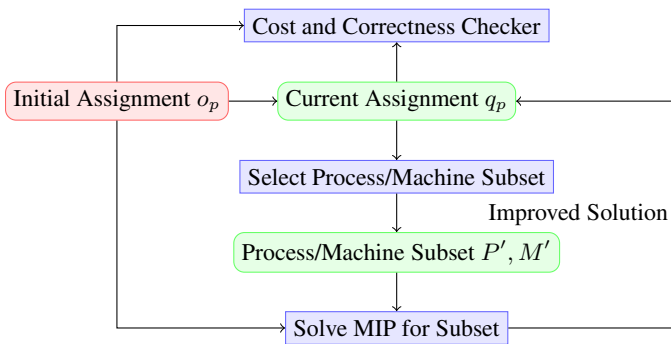 Cost and Correctness Checker
Initial Assignment o_p
Current Assignment q_p
Select Process/Machine Subset
Improved Solution
Process/Machine Subset P′, M′
Solve MIP for Subset